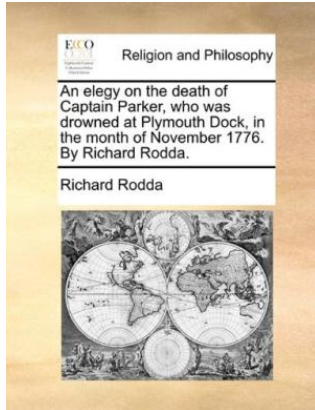 ECCO
Religion and Philosophy
An elegy on the death of
Captain Parker, who was
drowned at Plymouth Dock, in
the month of November 1776.
By Richard Rodda.
Richard Rodda